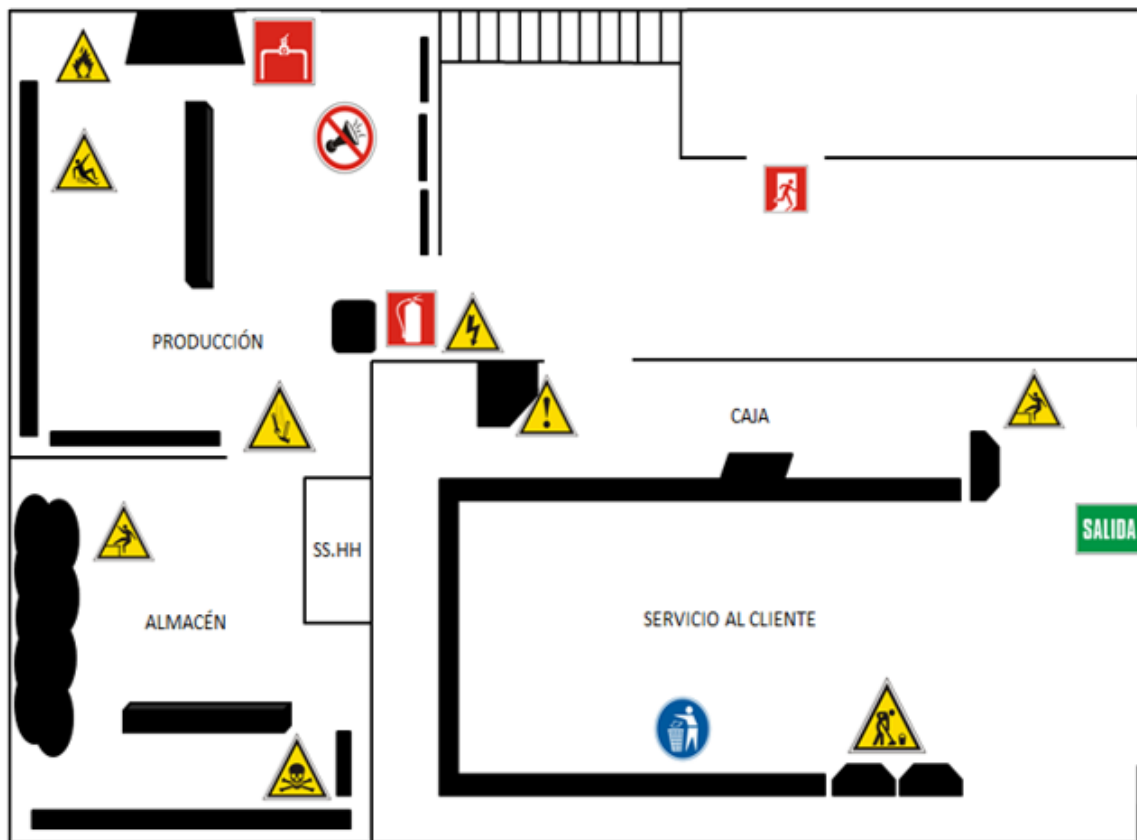 PRODUCCIÓN
CAJA
SALIDA
SS.HH
ALMACÉN
SERVICIO AL CLIENTE